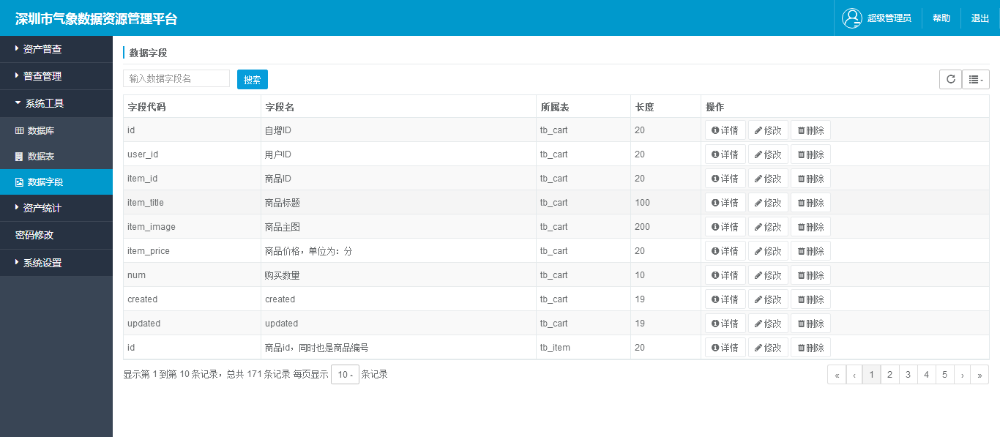 深圳市气象数据资源管理平台
超级管理员 帮助 退出
资产普查
普查管理
系统工具
数据库
数据表
数据字段
资产统计
密码修改
系统设置
数据字段
输入数据字段名 搜索
字段代码 字段名 所属表 长度 操作
id 自增ID tb_cart 20 详情 修改 删除
user_id 用户ID tb_cart 20 详情 修改 删除
item_id 商品ID tb_cart 20 详情 修改 删除
item_title 商品标题 tb_cart 100 详情 修改 删除
item_image 商品主图 tb_cart 200 详情 修改 删除
item_price 商品价格，单位为：分 tb_cart 20 详情 修改 删除
num 购买数量 tb_cart 10 详情 修改 删除
created created tb_cart 19 详情 修改 删除
updated updated tb_cart 19 详情 修改 删除
id 商品id，同时也是商品编号 tb_item 20 详情 修改 删除
显示第 1 到第 10 条记录，总共 171 条记录 每页显示 10 条记录 « ‹ 1 2 3 4 5 › »